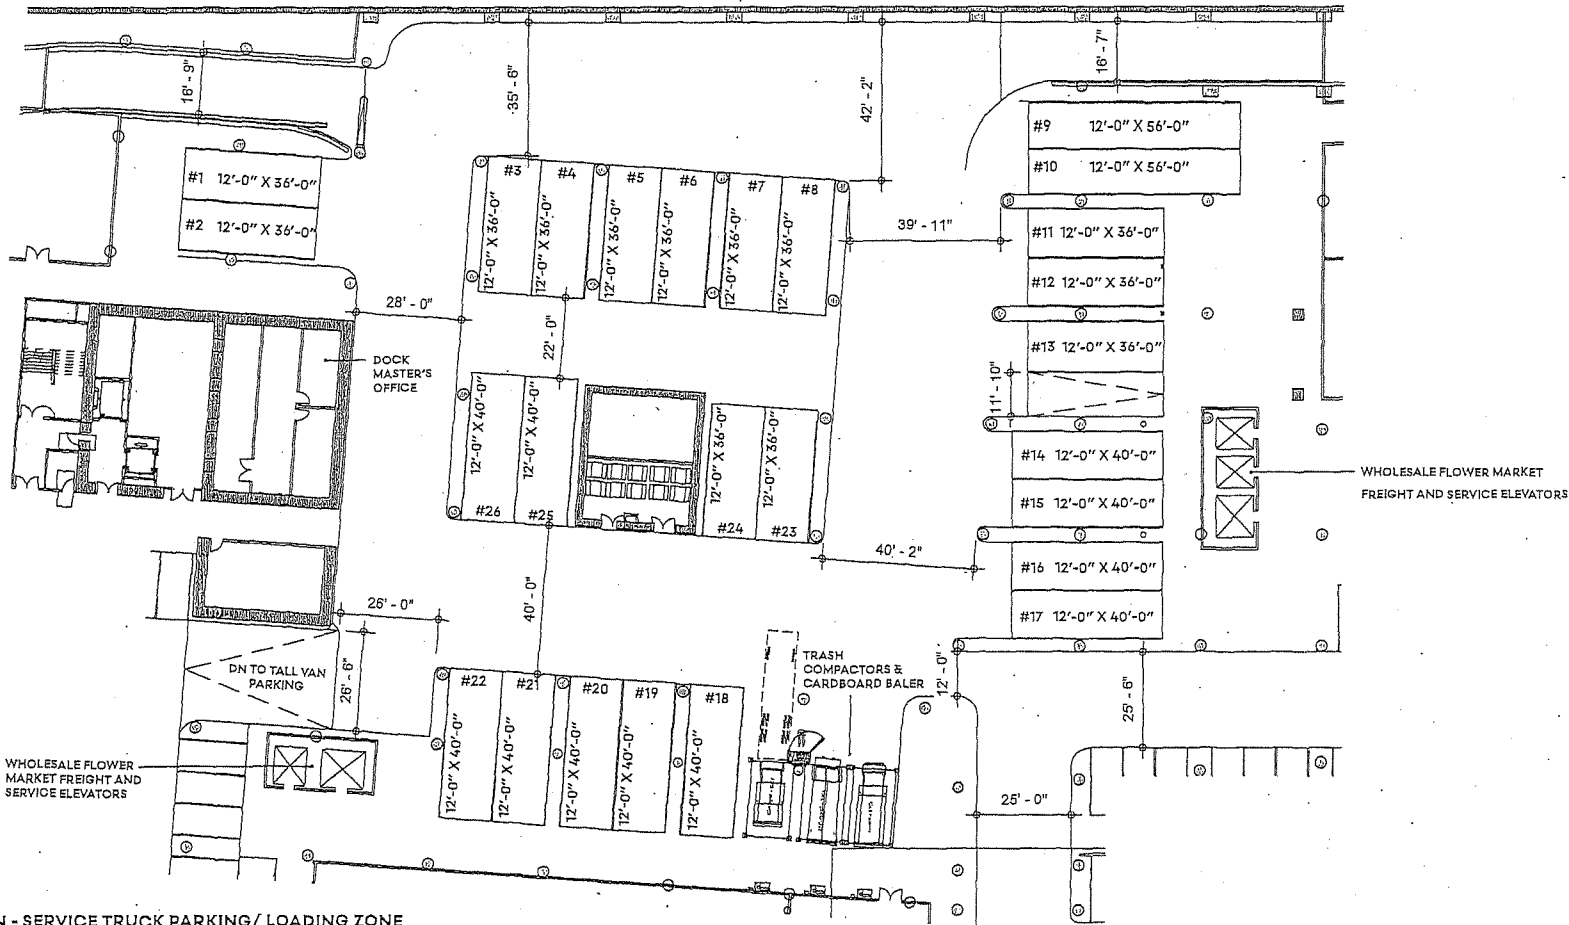 16' - 9"
35' - 6"
42' - 2"
16' - 7"
#1 12'-0" X 36'-0"
#2 12'-0" X 36'-0"
#3
12'-0" X 36'-0"
#4
12'-0" X 36'-0"
#5
12'-0" X 36'-0"
#6
12'-0" X 36'-0"
#7
12'-0" X 36'-0"
#8
12'-0" X 36'-0"
#9 12'-0" X 56'-0"
#10 12'-0" X 56'-0"
39' - 11"
#11 12'-0" X 36'-0"
#12 12'-0" X 36'-0"
#13 12'-0" X 36'-0"
11' - 10"
28' - 0"
22' - 0"
DOCK
MASTER'S
OFFICE
12'-0" X 40'-0"
#26
12'-0" X 40'-0"
#25
12'-0" X 36'-0"
#24
12'-0" X 36'-0"
#23
#14 12'-0" X 40'-0"
#15 12'-0" X 40'-0"
#16 12'-0" X 40'-0"
#17 12'-0" X 40'-0"
WHOLESALE FLOWER MARKET
FREIGHT AND SERVICE ELEVATORS
40' - 2"
40' - 0"
26' - 0"
26' - 6"
DN TO TALL VAN
PARKING
TRASH
COMPACTORS &
CARDBOARD BALER
12' - 0"
25' - 6"
#22
12'-0" X 40'-0"
#21
12'-0" X 40'-0"
#20
12'-0" X 40'-0"
#19
12'-0" X 40'-0"
#18
12'-0" X 40'-0"
WHOLESALE FLOWER
MARKET FREIGHT AND
SERVICE ELEVATORS
25' - 0"
- SERVICE TRUCK PARKING/ LOADING ZONE